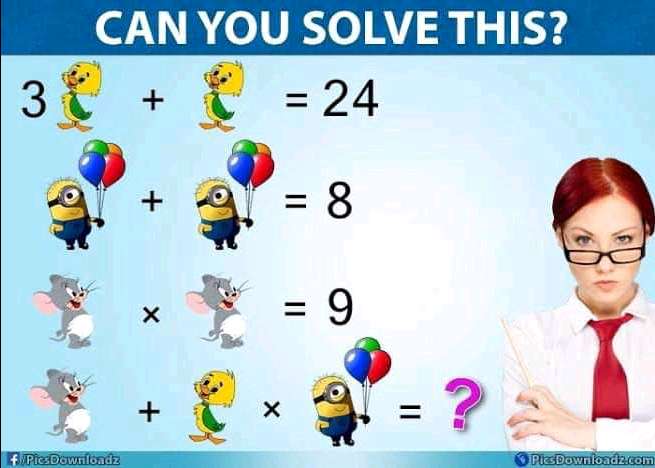 CAN YOU SOLVE THIS?
3 + = 24
+ = 8
× = 9
+ × = ?
f /PicsDownloadz PicsDownloadz.com